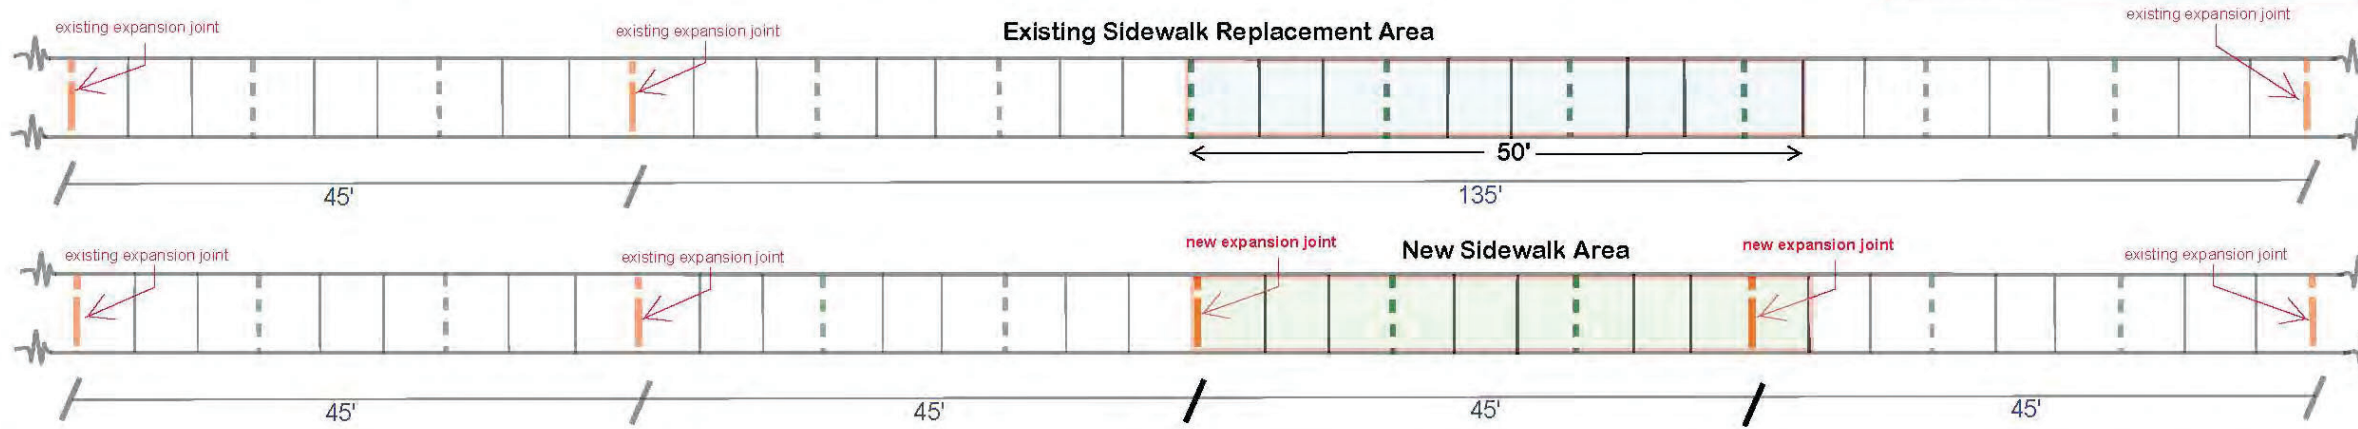 existing expansion joint
existing expansion joint
Existing Sidewalk Replacement Area
existing expansion joint
50'
45'
135'
existing expansion joint
existing expansion joint
new expansion joint
New Sidewalk Area
new expansion joint
existing expansion joint
45'
45'
45'
45'